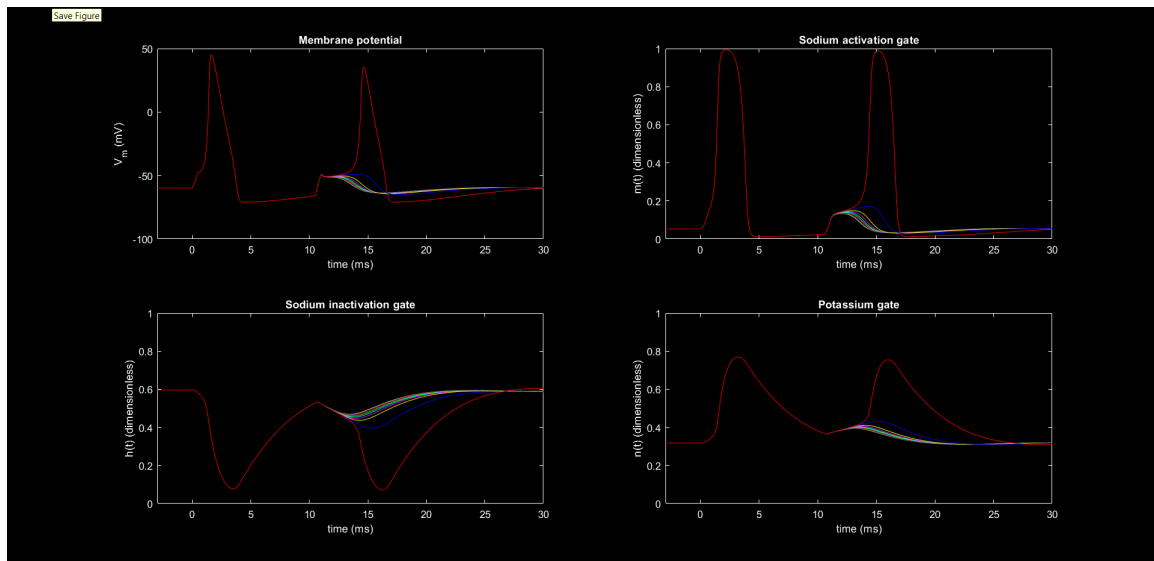 Save Figure
Membrane potential
50
0
-50
-100
V_m (mV)
0 5 10 15 20 25 30
time (ms)
Sodium activation gate
1
0.8
0.6
0.4
0.2
0
m(t) (dimensionless)
0 5 10 15 20 25 30
time (ms)
Sodium inactivation gate
1
0.8
0.6
0.4
0.2
0
h(t) (dimensionless)
0 5 10 15 20 25 30
time (ms)
Potassium gate
1
0.8
0.6
0.4
0.2
0
n(t) (dimensionless)
0 5 10 15 20 25 30
time (ms)